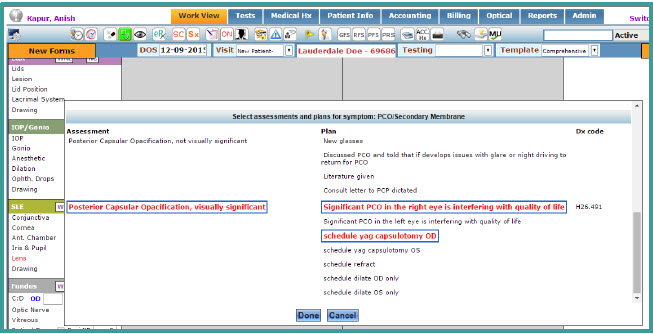 Kapur, Anish
Work View
Tests
Medical Hx
Patient Info
Accounting
Billing
Optical
Reports
Admin
Switc
SC
Sx
ON
GFS RFS PFS PRS
ACC
Hx
MU
Active
New Forms
DOS 12-09-2015
Visit New Patient-
Lauderdale Doe - 69686
Testing
Template Comprehensive
Lids
Lesion
Lid Position
Lacrimal System
Drawing
IOP/Gonio
IOP
Gonio
Anesthetic
Dilation
Ophth. Drops
Drawing
SLE
W
Conjunctiva
Cornea
Ant. Chamber
Iris & Pupil
Lens
Drawing
Fundus
W
C:D OD
Optic Nerve
Vitreous
Select assessments and plans for symptom: PCO/Secondary Membrane
Assessment
Plan
Dx code
Posterior Capsular Opacification, not visually significant
New glasses
Discussed PCO and told that if develops issues with glare or night driving to
return for PCO
Literature given
Consult letter to PCP dictated
Posterior Capsular Opacification, visually significant
Significant PCO in the right eye is interfering with quality of life
H26.491
Significant PCO in the left eye is interfering with quality of life
schedule yag capsulotomy OD
schedule yag capsulotomy OS
schedule refract
schedule dilate OD only
schedule dilate OS only
Done
Cancel